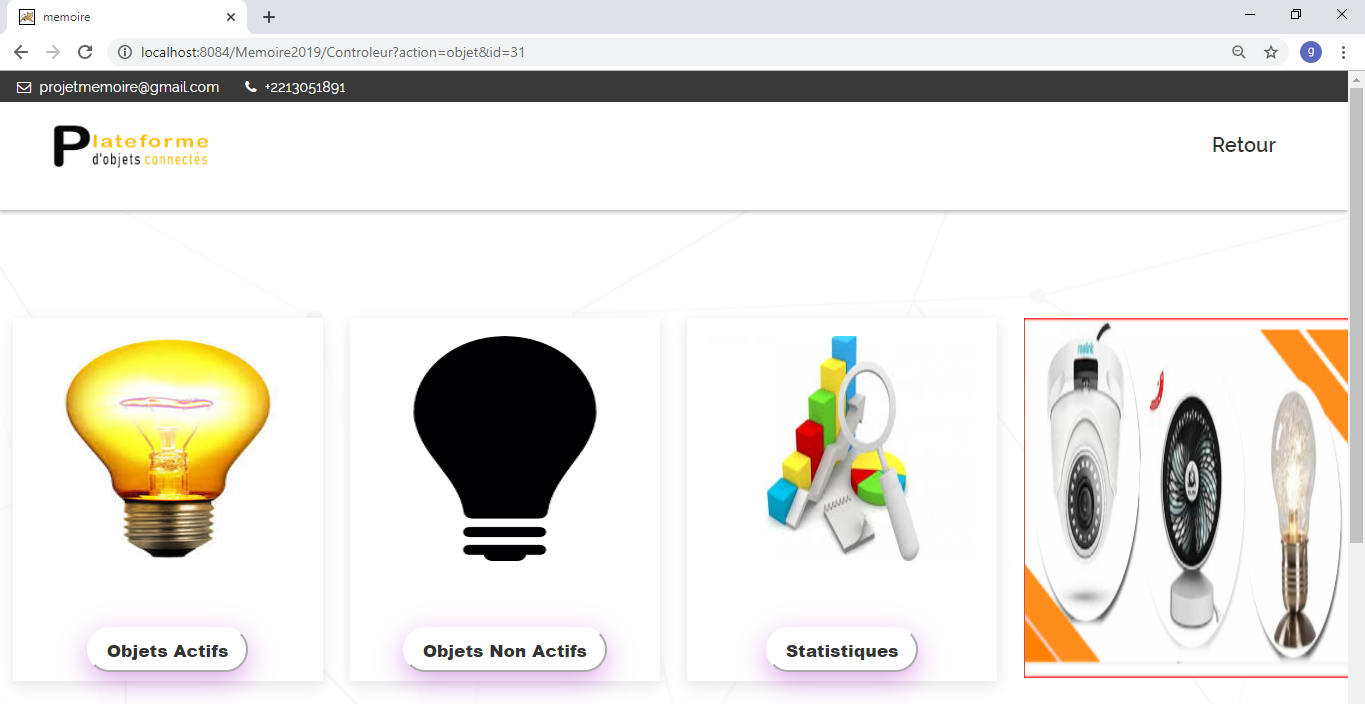 memoire
localhost:8084/Memoire2019/Controleur?action=objet&id=31
g
projetmemoire@gmail.com +2213051891
Plateforme
d'objets connectés
Retour
reolink
Objets Actifs
Objets Non Actifs
Statistiques